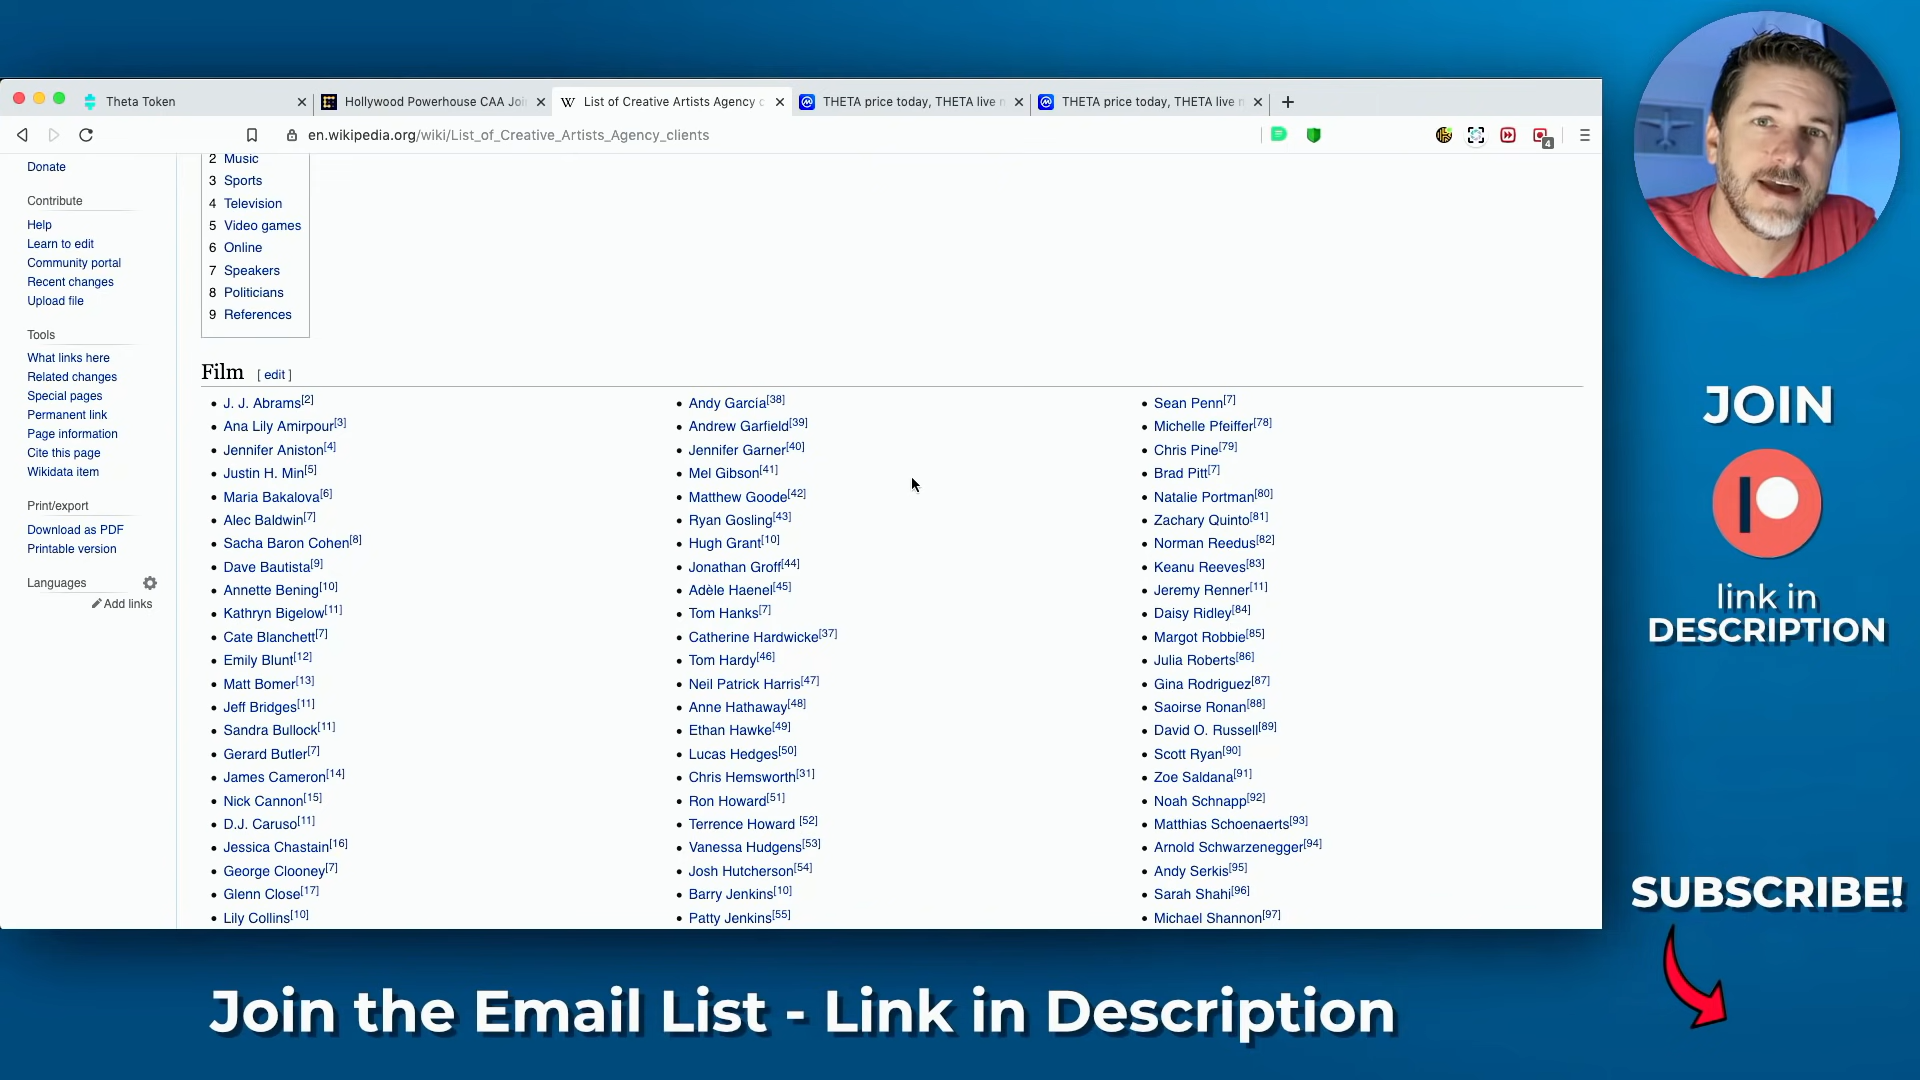 Theta Token
Hollywood Powerhouse CAA Joi
List of Creative Artists Agency c
THETA price today, THETA live m
THETA price today, THETA live m
en.wikipedia.org/wiki/List_of_Creative_Artists_Agency_clients
4
Donate
Contribute
Help
Learn to edit
Community portal
Recent changes
Upload file
Tools
What links here
Related changes
Special pages
Permanent link
Page information
Cite this page
Wikidata item
Print/export
Download as PDF
Printable version
Languages
Add links
2 Music
3 Sports
4 Television
5 Video games
6 Online
7 Speakers
8 Politicians
9 References
Film [ edit ]
J. J. Abrams[2]
Ana Lily Amirpour[3]
Jennifer Aniston[4]
Justin H. Min[5]
Maria Bakalova[6]
Alec Baldwin[7]
Sacha Baron Cohen[8]
Dave Bautista[9]
Annette Bening[10]
Kathryn Bigelow[11]
Cate Blanchett[7]
Emily Blunt[12]
Matt Bomer[13]
Jeff Bridges[11]
Sandra Bullock[11]
Gerard Butler[7]
James Cameron[14]
Nick Cannon[15]
D.J. Caruso[11]
Jessica Chastain[16]
George Clooney[7]
Glenn Close[17]
Lily Collins[10]
Andy García[38]
Andrew Garfield[39]
Jennifer Garner[40]
Mel Gibson[41]
Matthew Goode[42]
Ryan Gosling[43]
Hugh Grant[10]
Jonathan Groff[44]
Adèle Haenel[45]
Tom Hanks[7]
Catherine Hardwicke[37]
Tom Hardy[46]
Neil Patrick Harris[47]
Anne Hathaway[48]
Ethan Hawke[49]
Lucas Hedges[50]
Chris Hemsworth[31]
Ron Howard[51]
Terrence Howard [52]
Vanessa Hudgens[53]
Josh Hutcherson[54]
Barry Jenkins[10]
Patty Jenkins[55]
Sean Penn[7]
Michelle Pfeiffer[78]
Chris Pine[79]
Brad Pitt[7]
Natalie Portman[80]
Zachary Quinto[81]
Norman Reedus[82]
Keanu Reeves[83]
Jeremy Renner[11]
Daisy Ridley[84]
Margot Robbie[85]
Julia Roberts[86]
Gina Rodriguez[87]
Saoirse Ronan[88]
David O. Russell[89]
Scott Ryan[90]
Zoe Saldana[91]
Noah Schnapp[92]
Matthias Schoenaerts[93]
Arnold Schwarzenegger[94]
Andy Serkis[95]
Sarah Shahi[96]
Michael Shannon[97]
JOIN
link in
DESCRIPTION
SUBSCRIBE!
Join the Email List - Link in Description